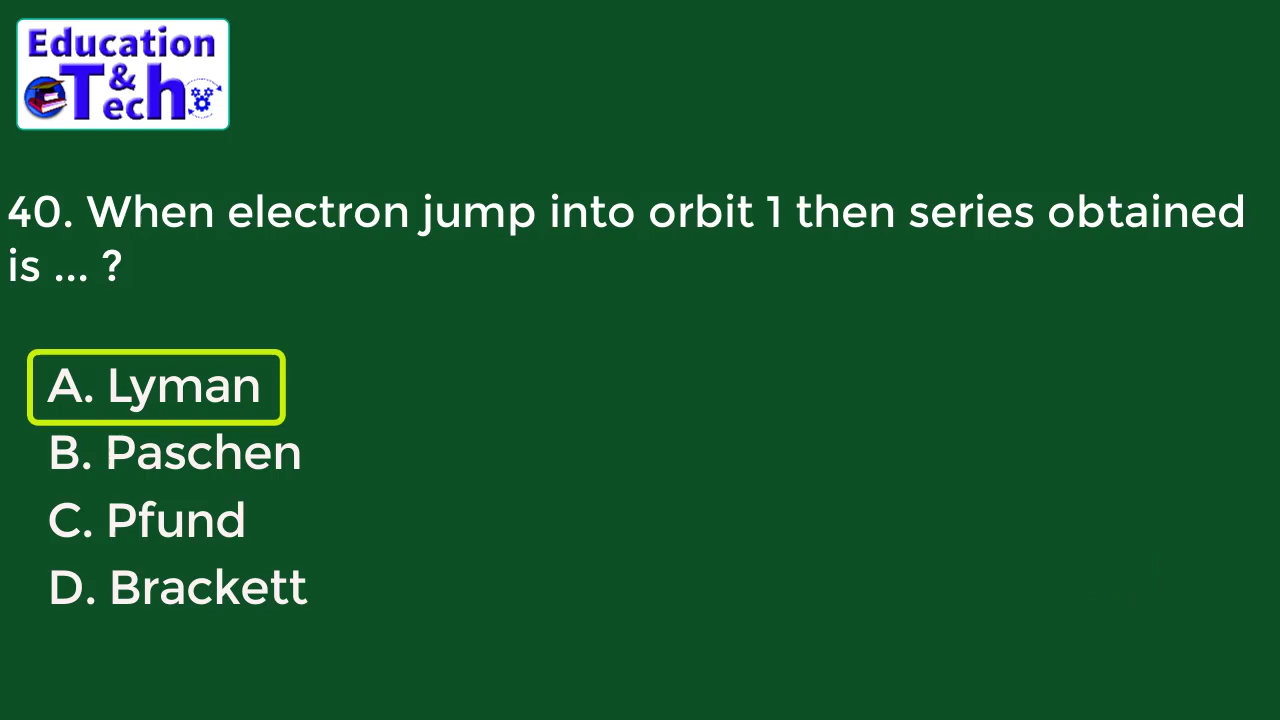 Education
& Tech
40. When electron jump into orbit 1 then series obtained
is ... ?
A. Lyman
B. Paschen
C. Pfund
D. Brackett